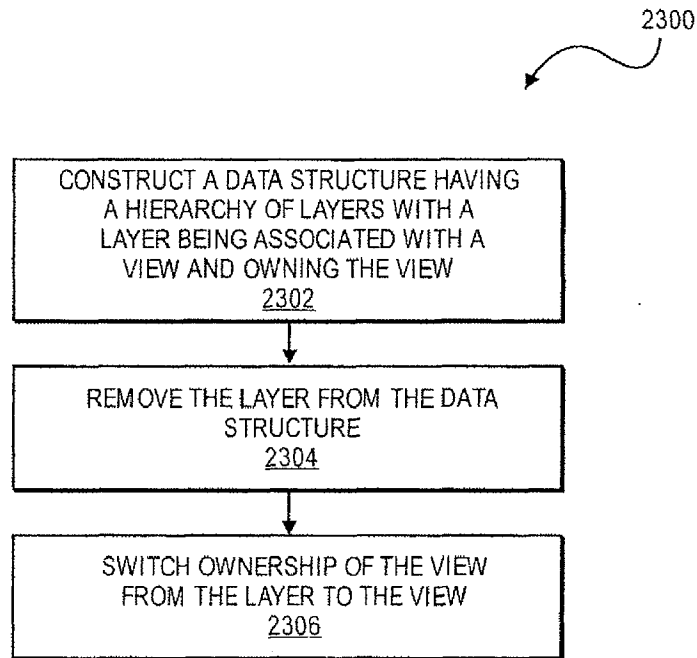 2300
CONSTRUCT A DATA STRUCTURE HAVING
A HIERARCHY OF LAYERS WITH A
LAYER BEING ASSOCIATED WITH A
VIEW AND OWNING THE VIEW
2302
REMOVE THE LAYER FROM THE DATA
STRUCTURE
2304
SWITCH OWNERSHIP OF THE VIEW
FROM THE LAYER TO THE VIEW
2306